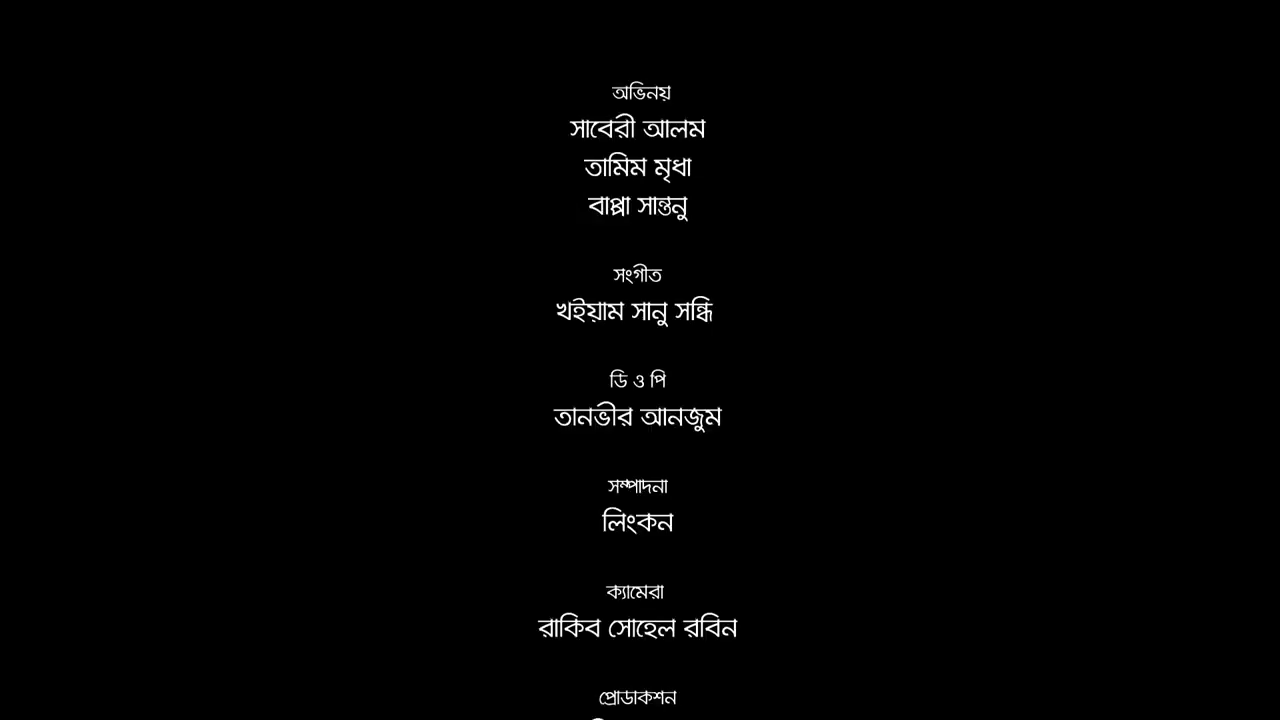 অভিনয়
সাবেরী আলম
তামিম মৃধা
বাপ্পা সান্তনু
সংগীত
খইয়াম সানু সন্ধি
ডি ও পি
তানভীর আনজুম
সম্পাদনা
লিংকন
ক্যামেরা
রাকিব সোহেল রবিন
প্রোডাকশন